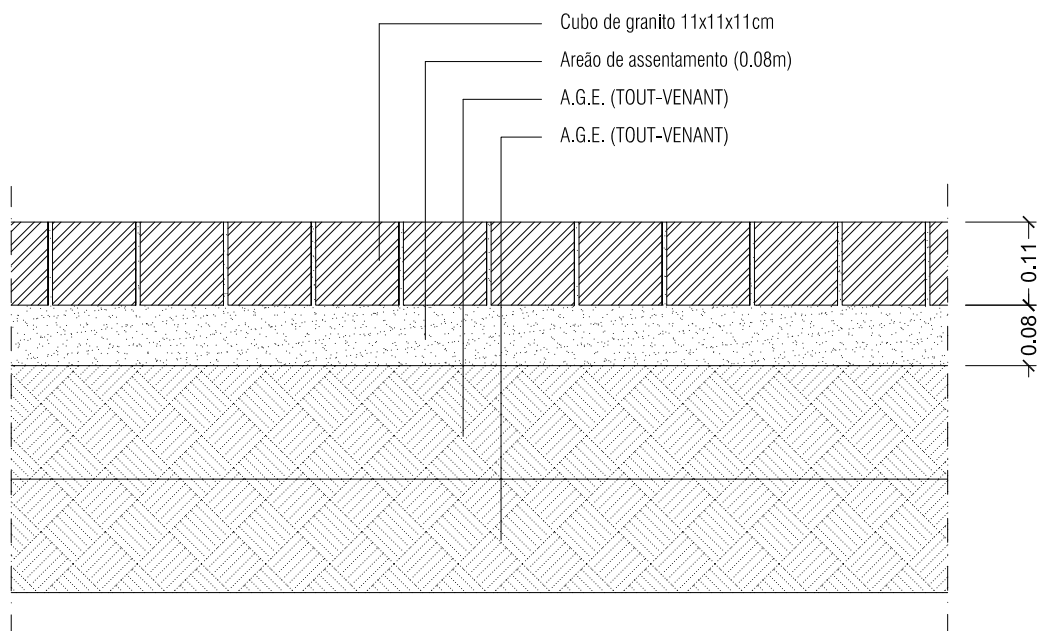 Cubo de granito 11x11x11cm
Areão de assentamento (0.08m)
A.G.E. (TOUT-VENANT)
A.G.E. (TOUT-VENANT)
0.11
0.08